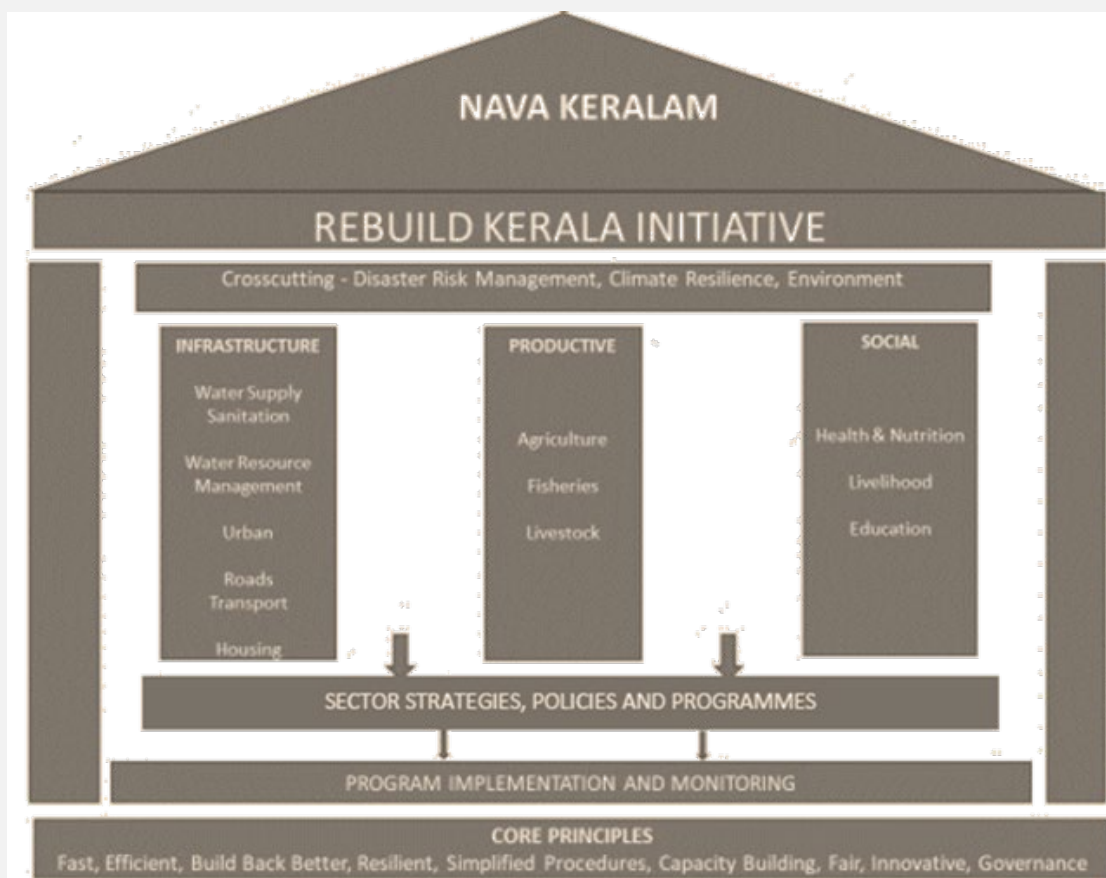 NAVA KERALAM
REBUILD KERALA INITIATIVE
Crosscutting - Disaster Risk Management, Climate Resilience, Environment
INFRASTRUCTURE
Water Supply
Sanitation
Water Resource
Management
Urban
Roads
Transport
Housing
PRODUCTIVE
Agriculture
Fisheries
Livestock
SOCIAL
Health & Nutrition
Livelihood
Education
SECTOR STRATEGIES, POLICIES AND PROGRAMMES
PROGRAM IMPLEMENTATION AND MONITORING
CORE PRINCIPLES
Fast, Efficient, Build Back Better, Resilient, Simplified Procedures, Capacity Building, Fair, Innovative, Governance